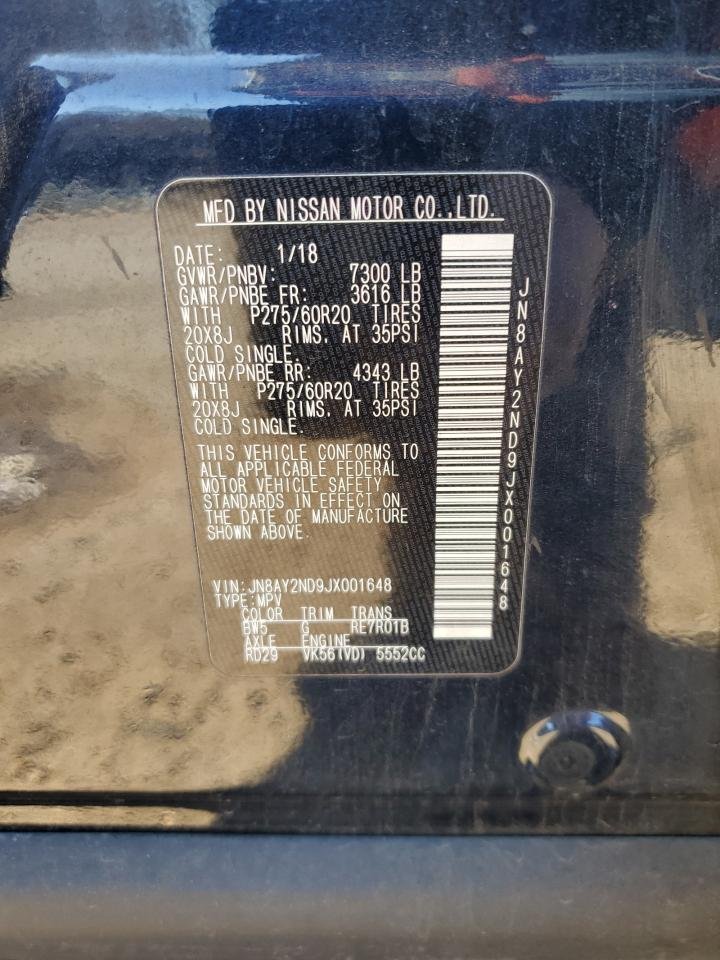 MFD BY NISSAN MOTOR CO.,LTD.
DATE: 1/18
GVWR/PNBV: 7300 LB
GAWR/PNBE FR: 3616 LB
WITH P275/60R20 TIRES
20X8J RIMS, AT 35PSI
COLD SINGLE.
GAWR/PNBE RR: 4343 LB
WITH P275/60R20 TIRES
20X8J RIMS, AT 35PSI
COLD SINGLE.
THIS VEHICLE CONFORMS TO
ALL APPLICABLE FEDERAL
MOTOR VEHICLE SAFETY
STANDARDS IN EFFECT ON
THE DATE OF MANUFACTURE
SHOWN ABOVE.
VIN:JN8AY2ND9JX001648
TYPE:MPV
COLOR TRIM TRANS
BW5 G RE7R01B
AXLE ENGINE
RD29 VK56(VD) 5552CC
JN8AY2ND9JX001648